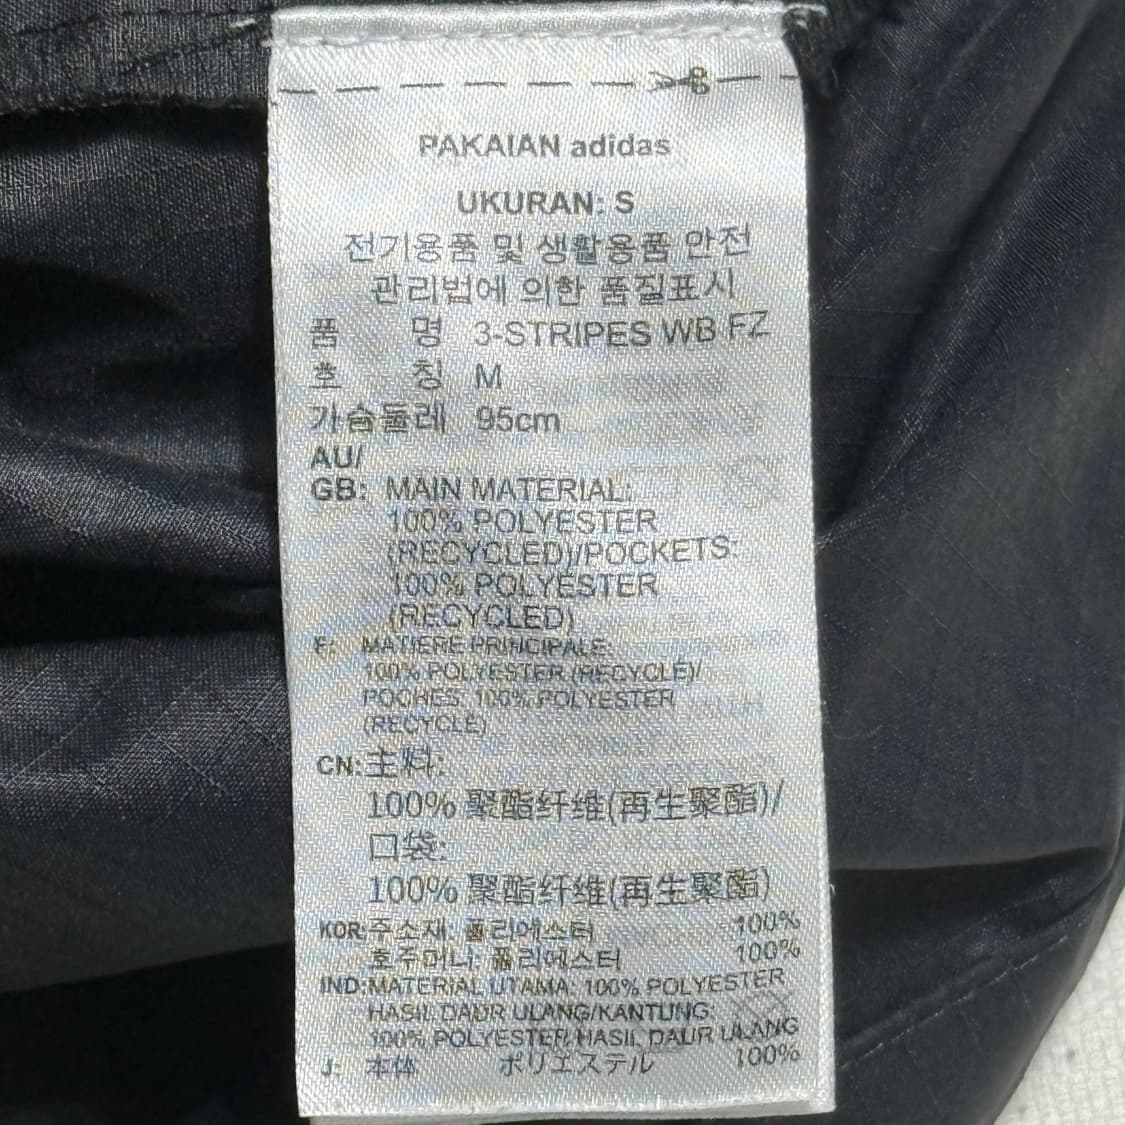 PAKAIAN adidas
UKURAN: S
전기용품 및 생활용품 안전
관리법에 의한 품질표시
품 명 3-STRIPES WB FZ
호 칭 M
가슴둘레 95cm
AU/
GB: MAIN MATERIAL:
100% POLYESTER
(RECYCLED)/POCKETS:
100% POLYESTER
(RECYCLED)
F: MATIERE PRINCIPALE:
100% POLYESTER (RECYCLÉ)/
POCHES: 100% POLYESTER
(RECYCLÉ)
CN:主料:
100% 聚酯纤维(再生聚酯)/
口袋:
100% 聚酯纤维(再生聚酯)
KOR:주소재: 폴리에스터 100%
호주머니: 폴리에스터 100%
IND:MATERIAL UTAMA: 100% POLYESTER
HASIL DAUR ULANG/KANTUNG:
100% POLYESTER HASIL DAUR ULANG
J: 本体 ポリエステル 100%